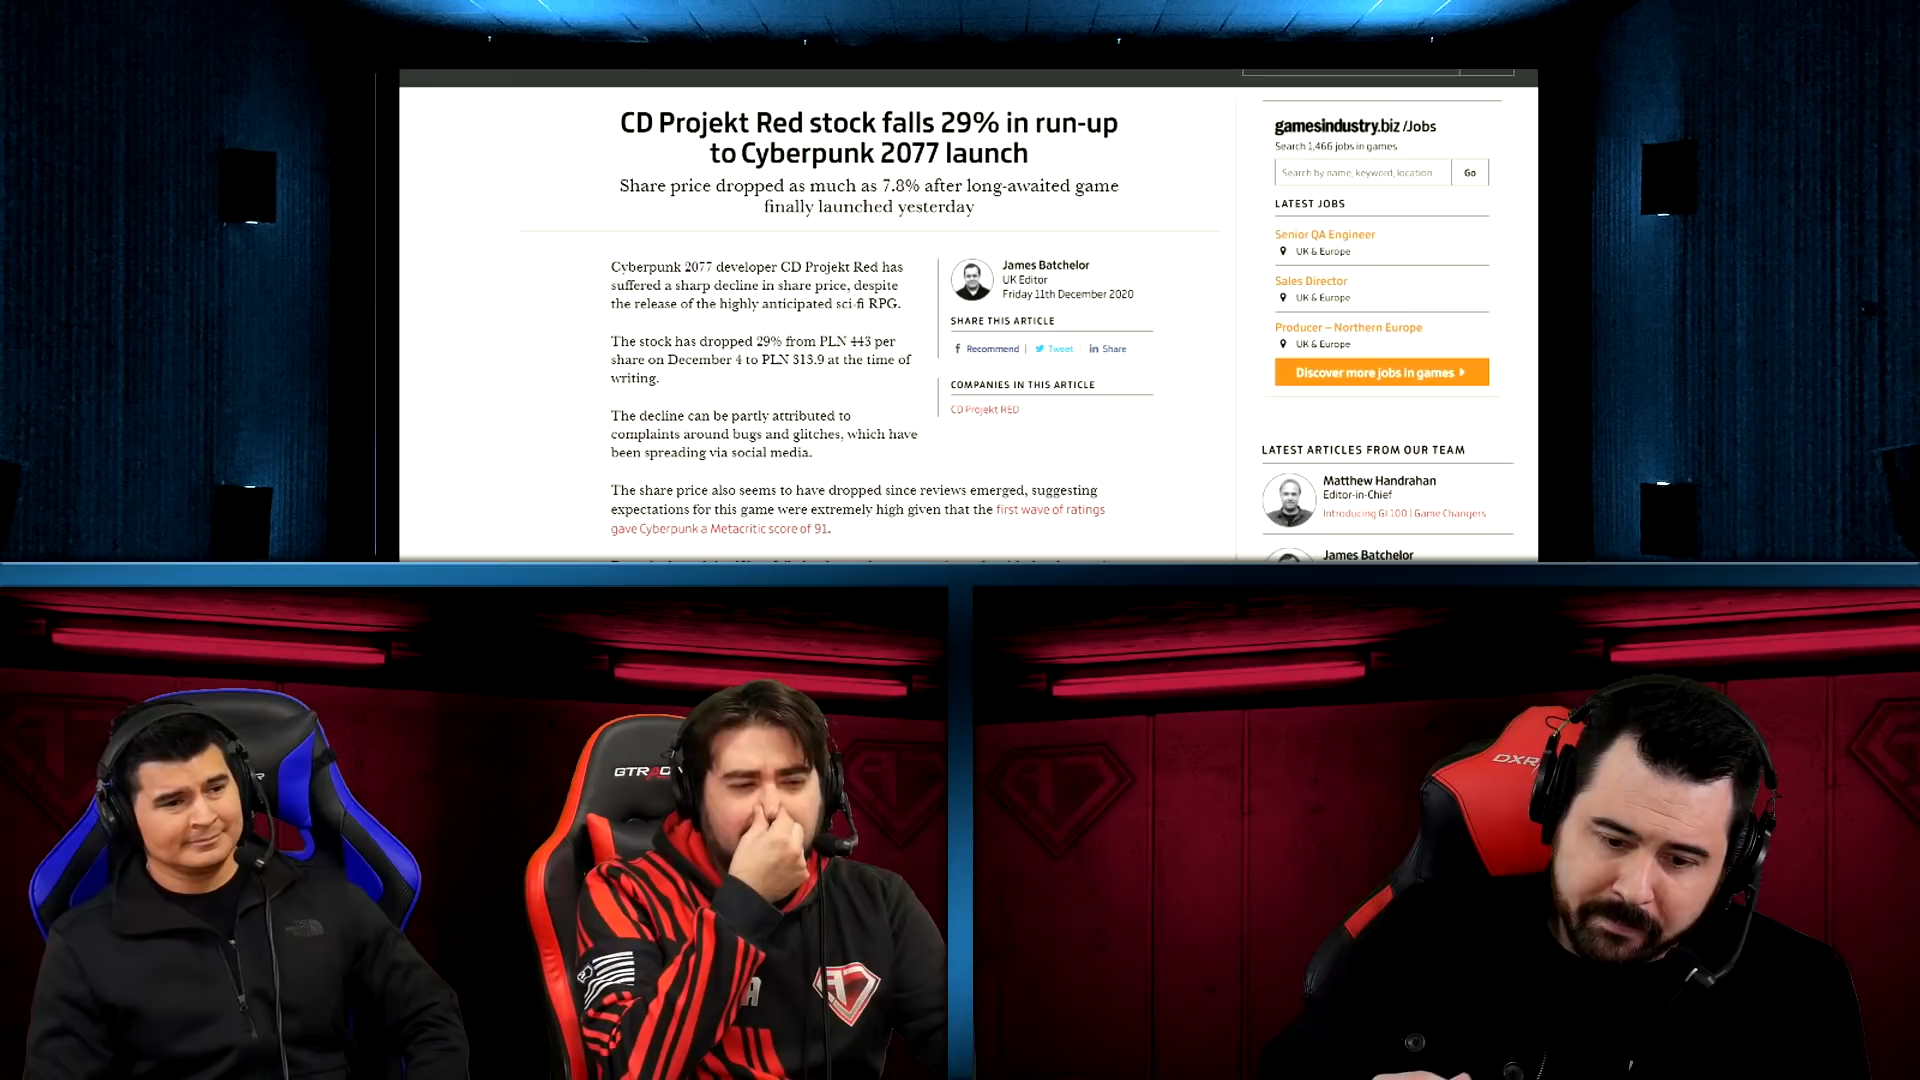 CD Projekt Red stock falls 29% in run-up
to Cyberpunk 2077 launch
Share price dropped as much as 7.8% after long-awaited game
finally launched yesterday
Cyberpunk 2077 developer CD Projekt Red has
suffered a sharp decline in share price, despite
the release of the highly anticipated sci-fi RPG.
The stock has dropped 29% from PLN 443 per
share on December 4 to PLN 313.9 at the time of
writing.
The decline can be partly attributed to
complaints around bugs and glitches, which have
been spreading via social media.
The share price also seems to have dropped since reviews emerged, suggesting
expectations for this game were extremely high given that the first wave of ratings
gave Cyberpunk a Metacritic score of 91.
James Batchelor
UK Editor
Friday 11th December 2020
SHARE THIS ARTICLE
Recommend | Tweet in Share
COMPANIES IN THIS ARTICLE
CD Projekt RED
gamesindustry.biz /Jobs
Search 1,466 jobs in games
Search by name, keyword, location Go
LATEST JOBS
Senior QA Engineer
UK & Europe
Sales Director
UK & Europe
Producer – Northern Europe
UK & Europe
Discover more jobs in games
LATEST ARTICLES FROM OUR TEAM
Matthew Handrahan
Editor-in-Chief
Introducing GI 100 | Game Changers
James Batchelor
GTRAC
DXR
THE NORTH FACE
A